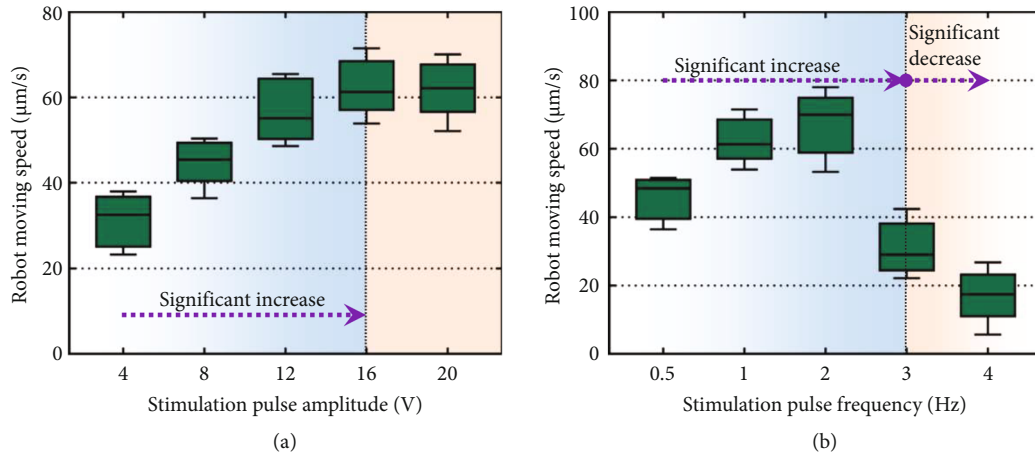 80
60
40
20
0
Robot moving speed (μm/s)
Significant increase
4 8 12 16 20
Stimulation pulse amplitude (V)
(a)
100
80
60
40
20
0
Robot moving speed (μm/s)
Significant increase
Significant
decrease
0.5 1 2 3 4
Stimulation pulse frequency (Hz)
(b)